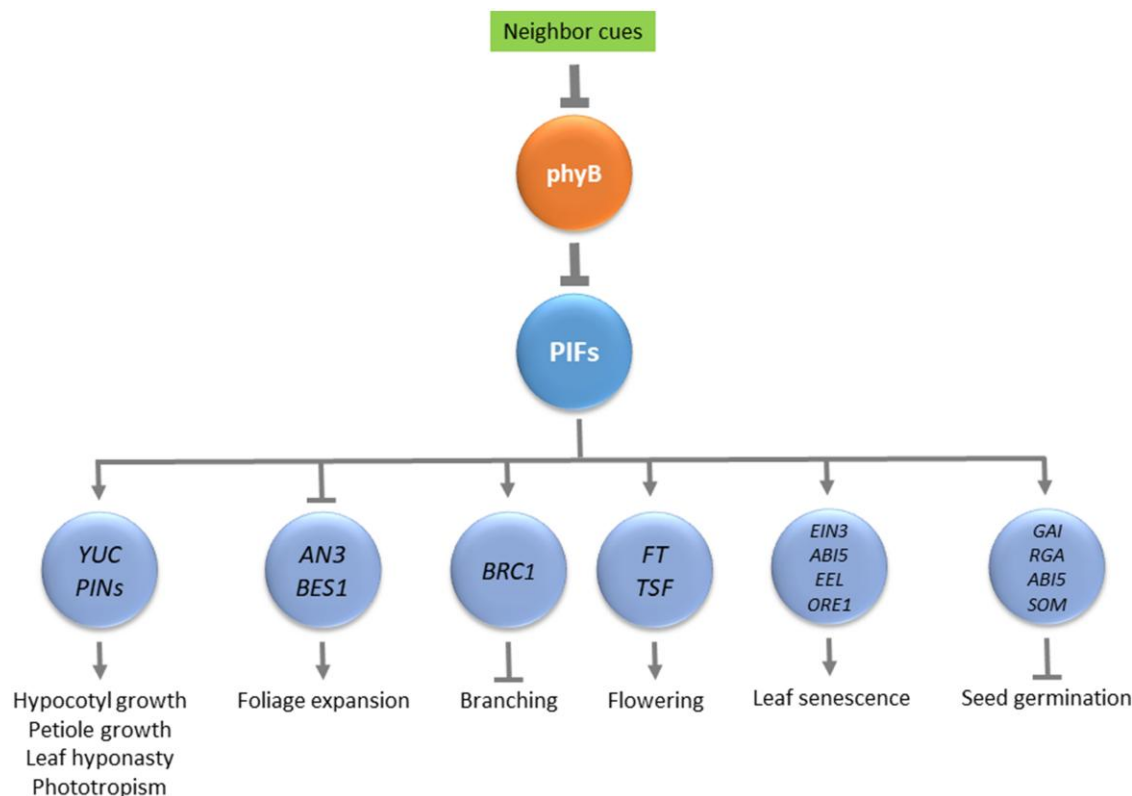 Neighbor cues
phyB
PIFs
YUC
PINs
AN3
BES1
BRC1
FT
TSF
EIN3
ABI5
EEL
ORE1
GAI
RGA
ABI5
SOM
Hypocotyl growth
Petiole growth
Leaf hyponasty
Phototropism
Foliage expansion
Branching
Flowering
Leaf senescence
Seed germination